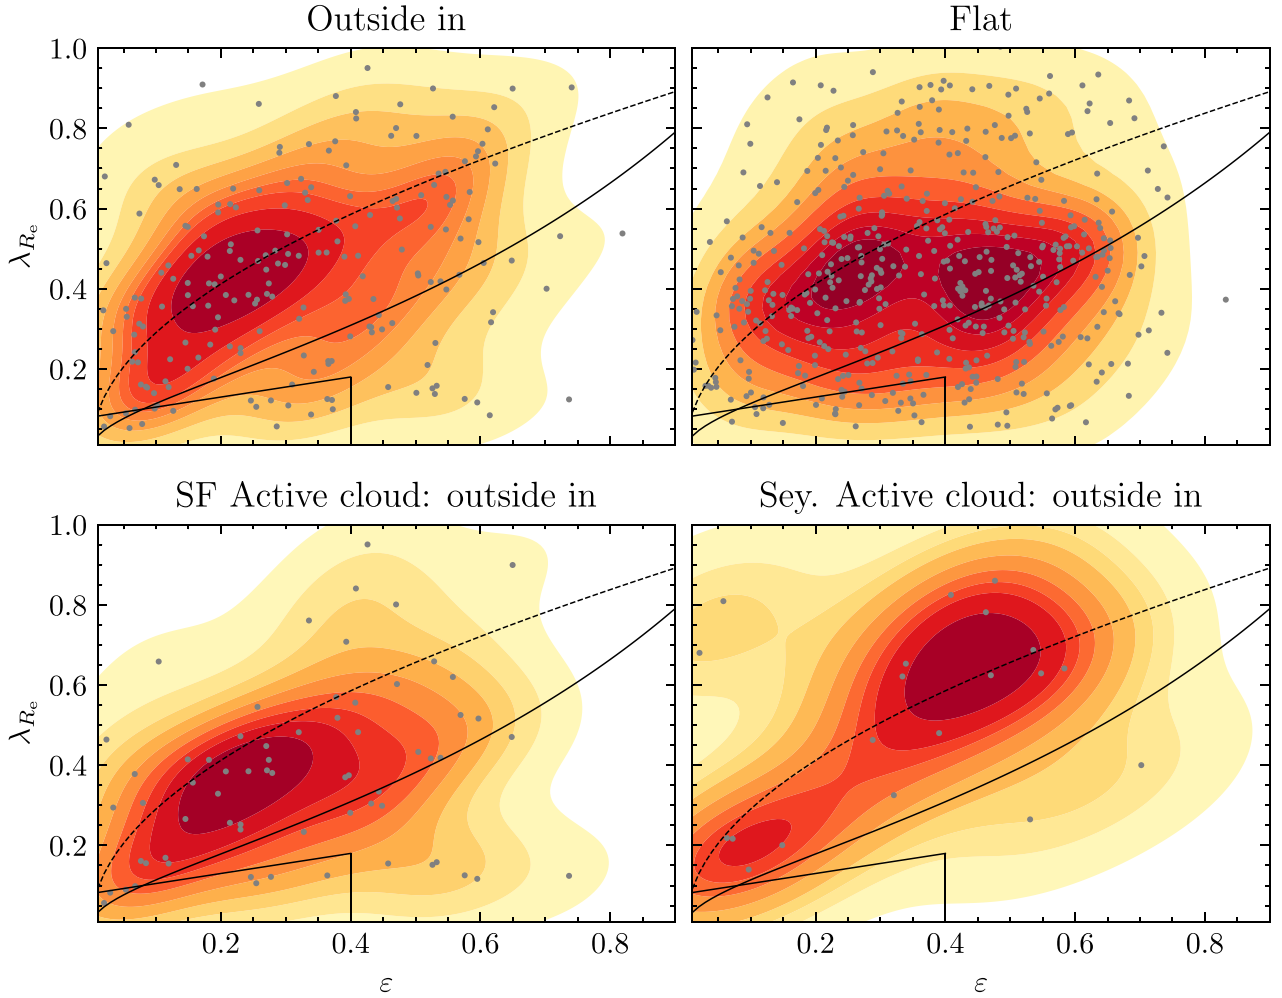 Outside in
Flat
1.0
0.8
0.6
0.4
0.2
λ_{R_e}
SF Active cloud: outside in
Sey. Active cloud: outside in
1.0
0.8
0.6
0.4
0.2
λ_{R_e}
0.2 0.4 0.6 0.8
0.2 0.4 0.6 0.8
ε
ε